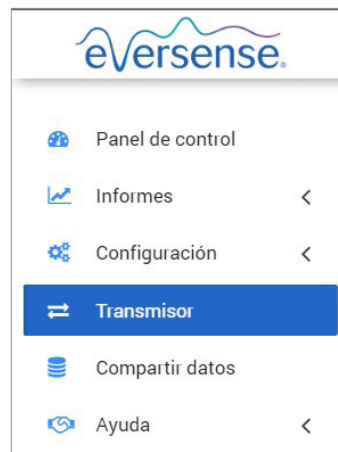 eversense®
Panel de control
Informes
Configuración
Transmisor
Compartir datos
Ayuda